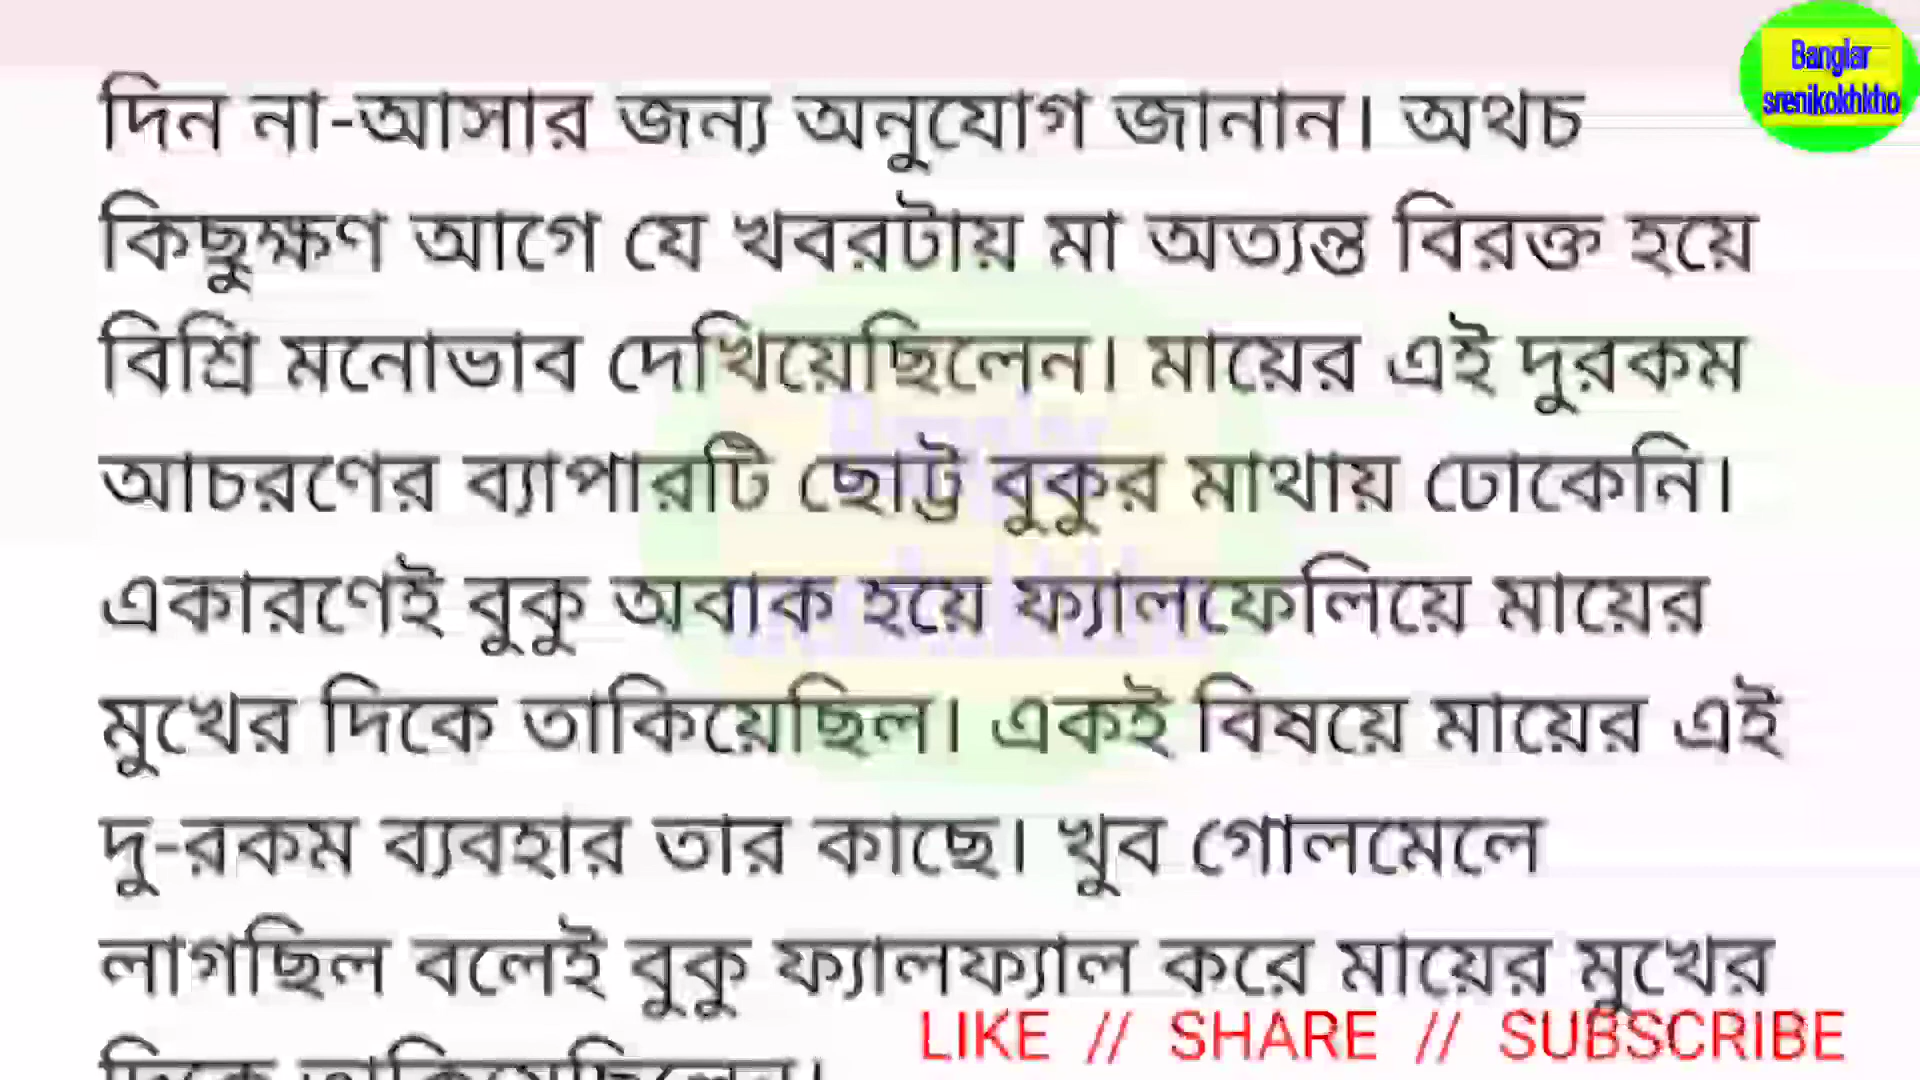 Banglar
srenikokhkho
দিন না-আসার জন্য অনুযোগ জানান। অথচ
কিছুক্ষণ আগে যে খবরটায় মা অত্যন্ত বিরক্ত হয়ে
বিশ্রি মনোভাব দেখিয়েছিলেন। মায়ের এই দুরকম
আচরণের ব্যাপারটি ছোট্ট বুকুর মাথায় ঢোকেনি।
একারণেই বুকু অবাক হয়ে ফ্যালফেলিয়ে মায়ের
মুখের দিকে তাকিয়েছিল। একই বিষয়ে মায়ের এই
দু-রকম ব্যবহার তার কাছে। খুব গোলমেলে
লাগছিল বলেই বুকু ফ্যালফ্যাল করে মায়ের মুখের
দিকে তাকিয়েছিলেন।
LIKE // SHARE // SUBSCRIBE